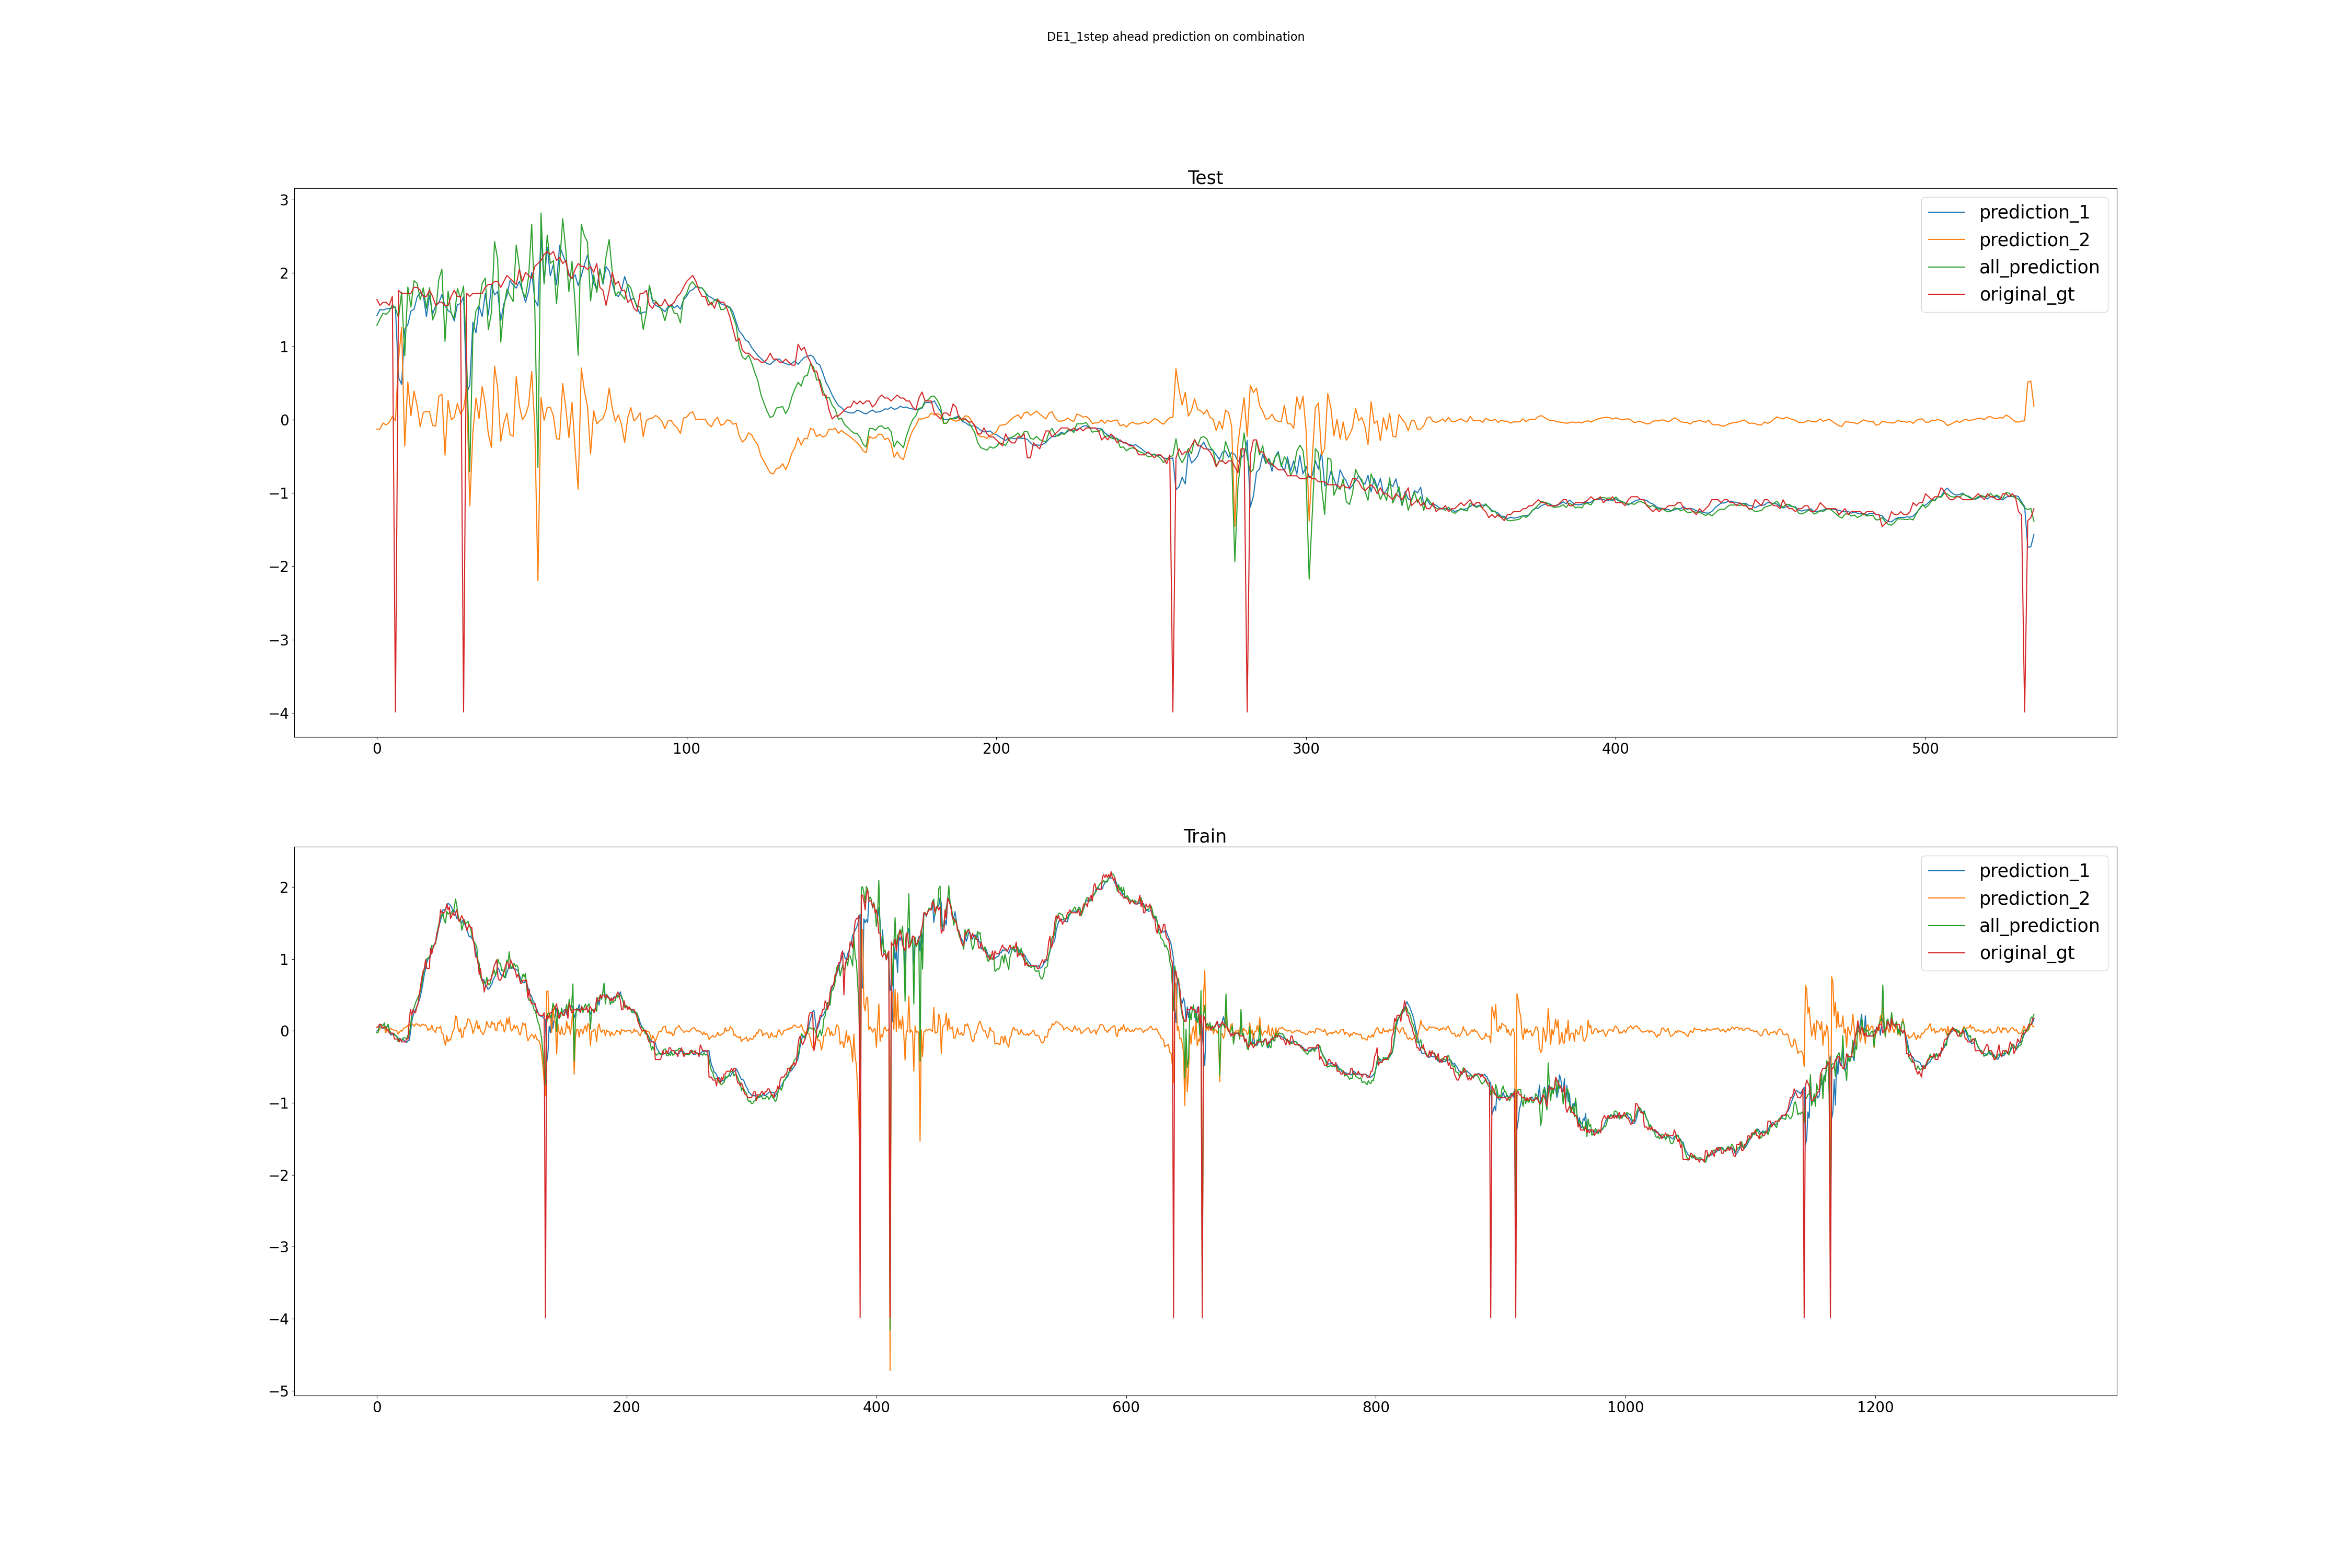 DE1_1step ahead prediction on combination
Test
3
2
1
0
−1
−2
−3
−4
prediction_1
prediction_2
all_prediction
original_gt
0 100 200 300 400 500
Train
2
1
0
−1
−2
−3
−4
−5
prediction_1
prediction_2
all_prediction
original_gt
0 200 400 600 800 1000 1200